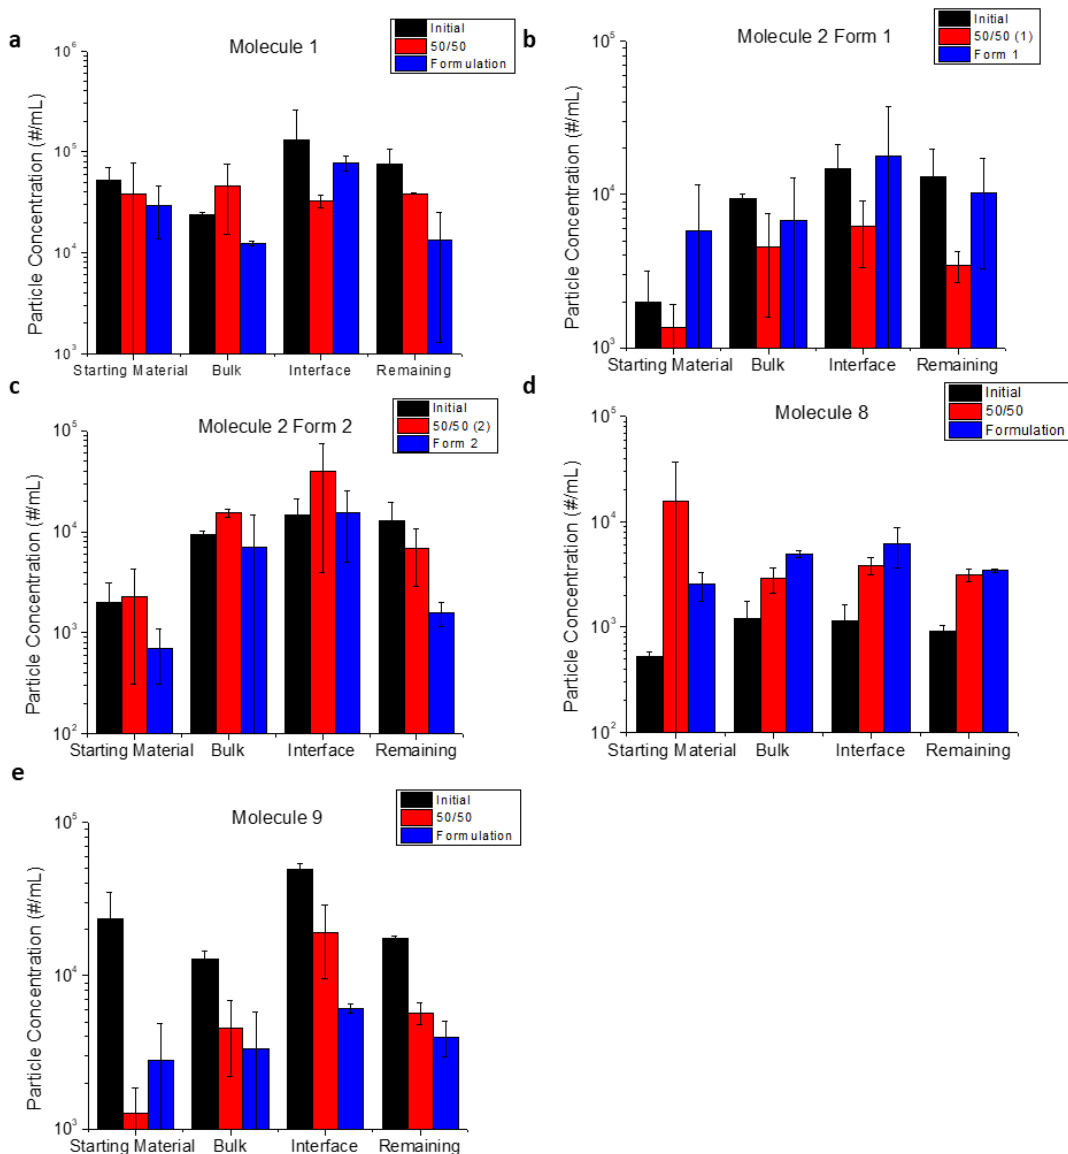 a
Molecule 1
Initial
50/50
Formulation
Particle Concentration (#/mL)
10^6
10^5
10^4
10^3
Starting Material Bulk Interface Remaining
b
Molecule 2 Form 1
Initial
50/50 (1)
Form 1
Particle Concentration (#/mL)
10^5
10^4
10^3
Starting Material Bulk Interface Remaining
c
Molecule 2 Form 2
Initial
50/50 (2)
Form 2
Particle Concentration (#/mL)
10^5
10^4
10^3
10^2
Starting Material Bulk Interface Remaining
d
Molecule 8
Initial
50/50
Formulation
Particle Concentration (#/mL)
10^5
10^4
10^3
10^2
Starting Material Bulk Interface Remaining
e
Molecule 9
Initial
50/50
Formulation
Particle Concentration (#/mL)
10^5
10^4
10^3
Starting Material Bulk Interface Remaining